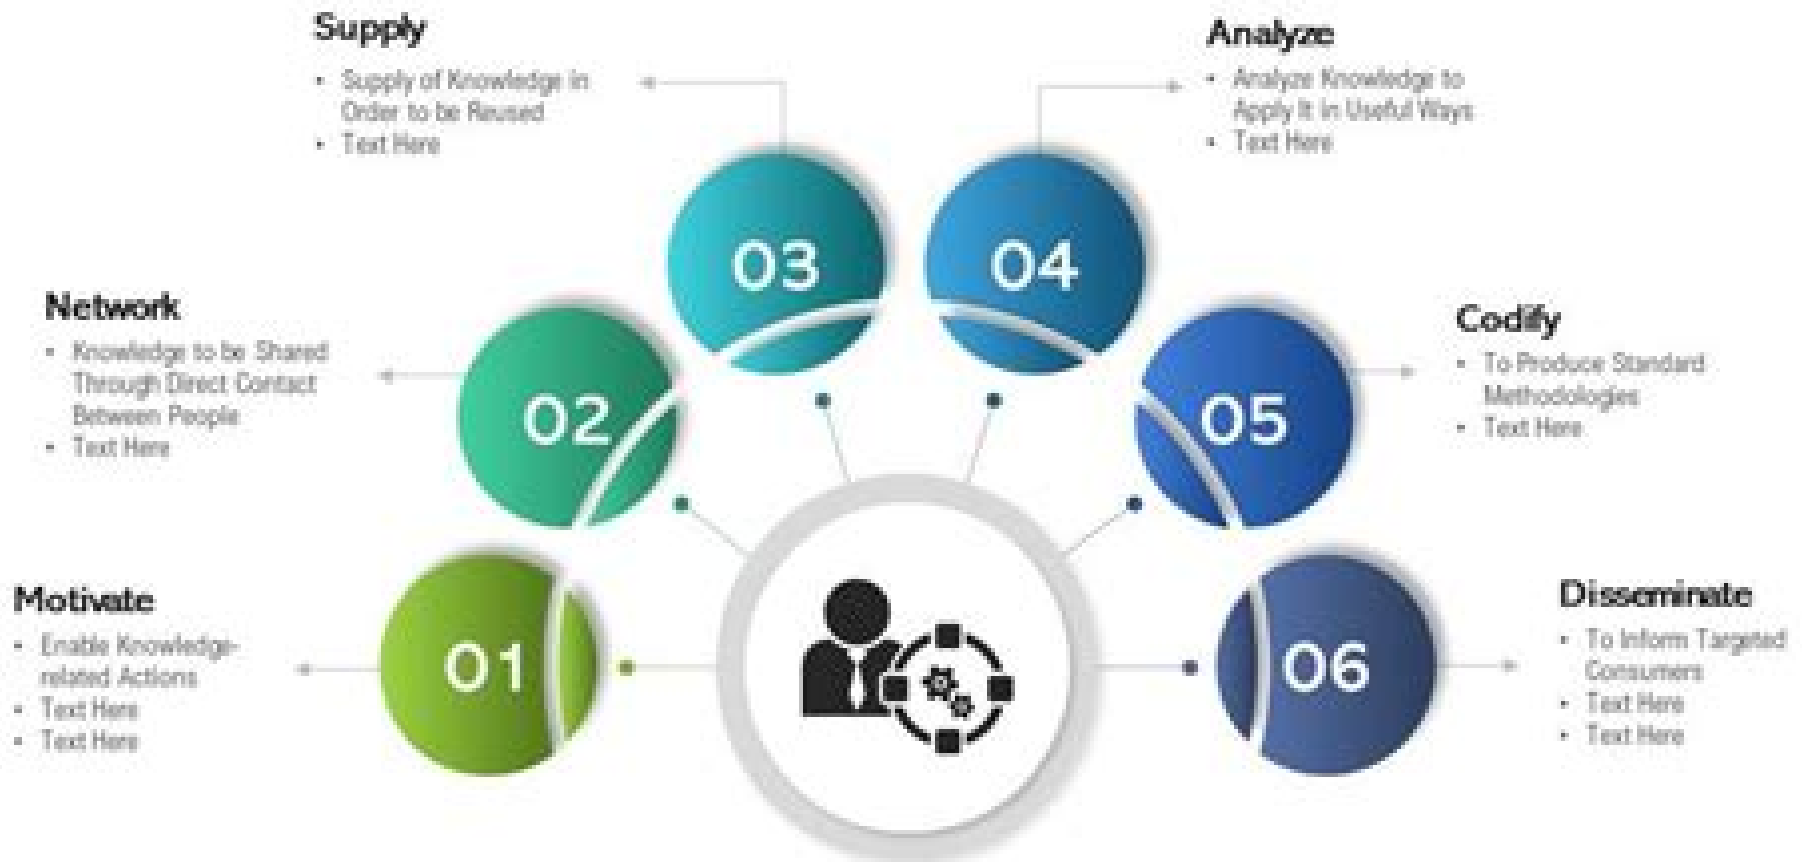 Supply
• Supply of Knowledge in
Order to be Reused
• Text Here
Analyze
• Analyze Knowledge to
Apply It in Useful Ways
• Text Here
03
04
Network
• Knowledge to be Shared
Through Direct Contact
Between People
• Text Here
02
05
Codify
• To Produce Standard
Methodologies
• Text Here
Motivate
• Enable Knowledge-
related Actions
• Text Here
• Text Here
01
06
Disseminate
• To Inform Targeted
Consumers
• Text Here
• Text Here